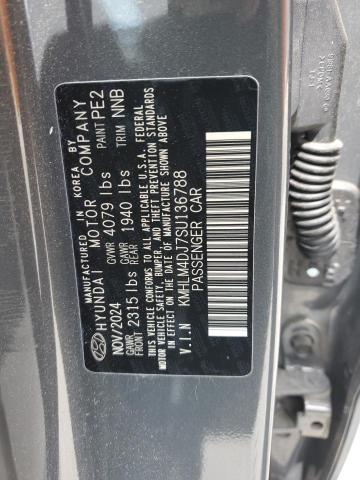 MANUFACTURED IN KOREA BY
HYUNDAI MOTOR COMPANY
NOV/2024 GVWR 4079 lbs PAINT PE2
GAWR FRONT 2315 lbs GAWR REAR 1940 lbs TRIM NNB
THIS VEHICLE CONFORMS TO ALL APPLICABLE U.S.A. FEDERAL
MOTOR VEHICLE SAFETY, BUMPER, AND THEFT PREVENTION STANDARDS
IN EFFECT ON THE DATE OF MANUFACTURE SHOWN ABOVE.
V.I.N KMHLM4DJ7SU136788
PASSENGER CAR